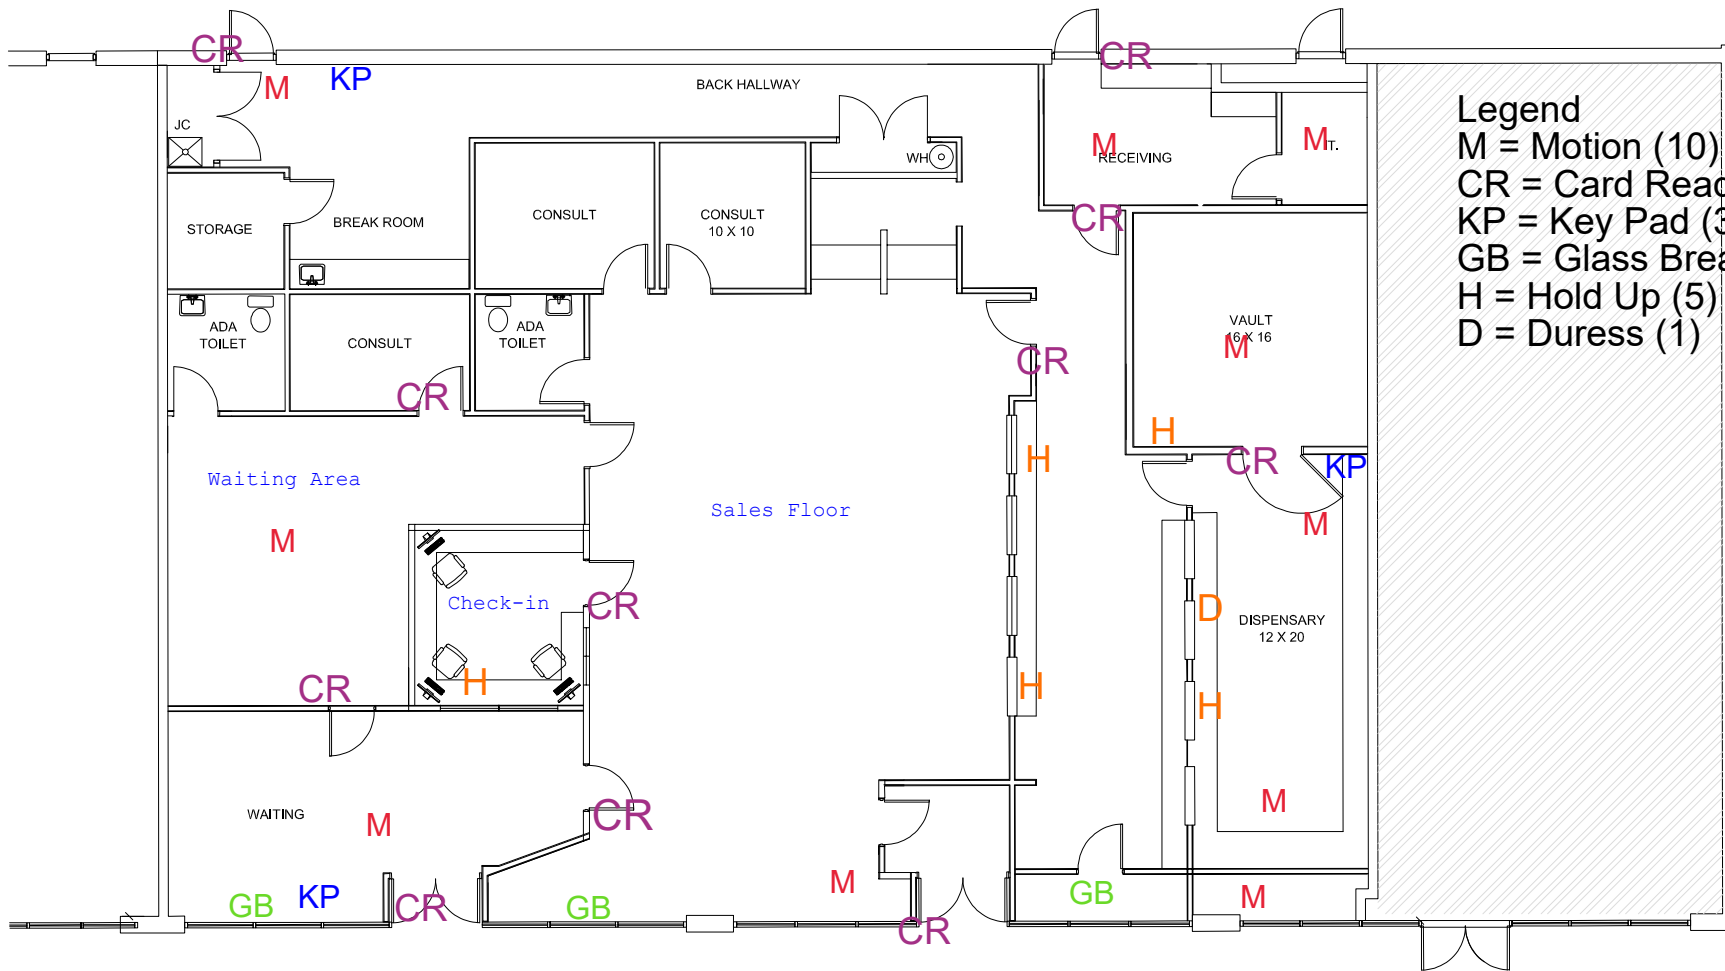 CR
CR
CR
KP
M
BACK HALLWAY
Legend
JC
M
M
I.T.
M = Motion (10)
WH
RECEIVING
CR = Card Reac
STORAGE
BREAK ROOM
CONSULT
CONSULT
10 X 10
CR
KP = Key Pad (3
GB = Glass Brea
H = Hold Up (5)
ADA
TOILET
CONSULT
ADA
TOILET
VAULT
16 X 16
M
D = Duress (1)
CR
CR
H
H
CR
KP
Waiting Area
Sales Floor
M
M
Check-in
CR
D
DISPENSARY
12 X 20
CR
H
H
H
WAITING
M
CR
M
GB
KP
CR
GB
M
CR
GB
M